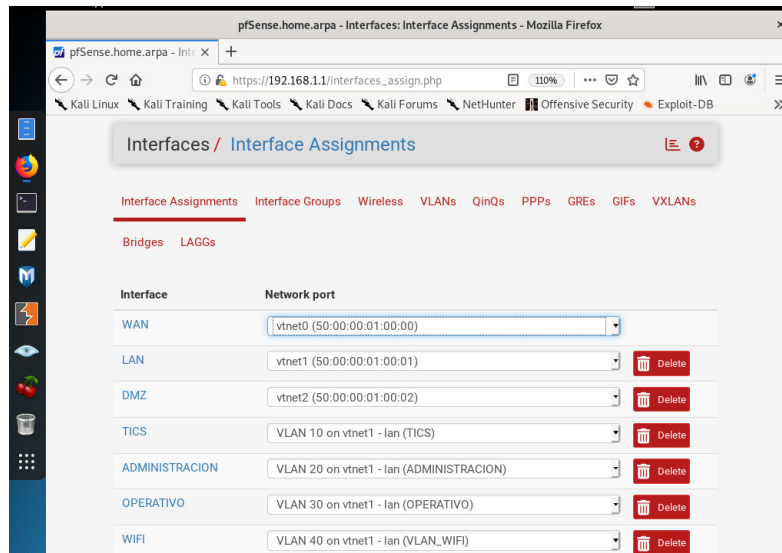 pfSense.home.arpa - Interfaces: Interface Assignments - Mozilla Firefox
pfSense.home.arpa - Inte
https://192.168.1.1/interfaces_assign.php 110%
Kali Linux Kali Training Kali Tools Kali Docs Kali Forums NetHunter Offensive Security Exploit-DB
Interfaces / Interface Assignments
Interface Assignments Interface Groups Wireless VLANs QinQs PPPs GREs GIFs VXLANs
Bridges LAGGs
Interface Network port
WAN vtnet0 (50:00:00:01:00:00)
LAN vtnet1 (50:00:00:01:00:01) Delete
DMZ vtnet2 (50:00:00:01:00:02) Delete
TICS VLAN 10 on vtnet1 - lan (TICS) Delete
ADMINISTRACION VLAN 20 on vtnet1 - lan (ADMINISTRACION) Delete
OPERATIVO VLAN 30 on vtnet1 - lan (OPERATIVO) Delete
WIFI VLAN 40 on vtnet1 - lan (VLAN_WIFI) Delete